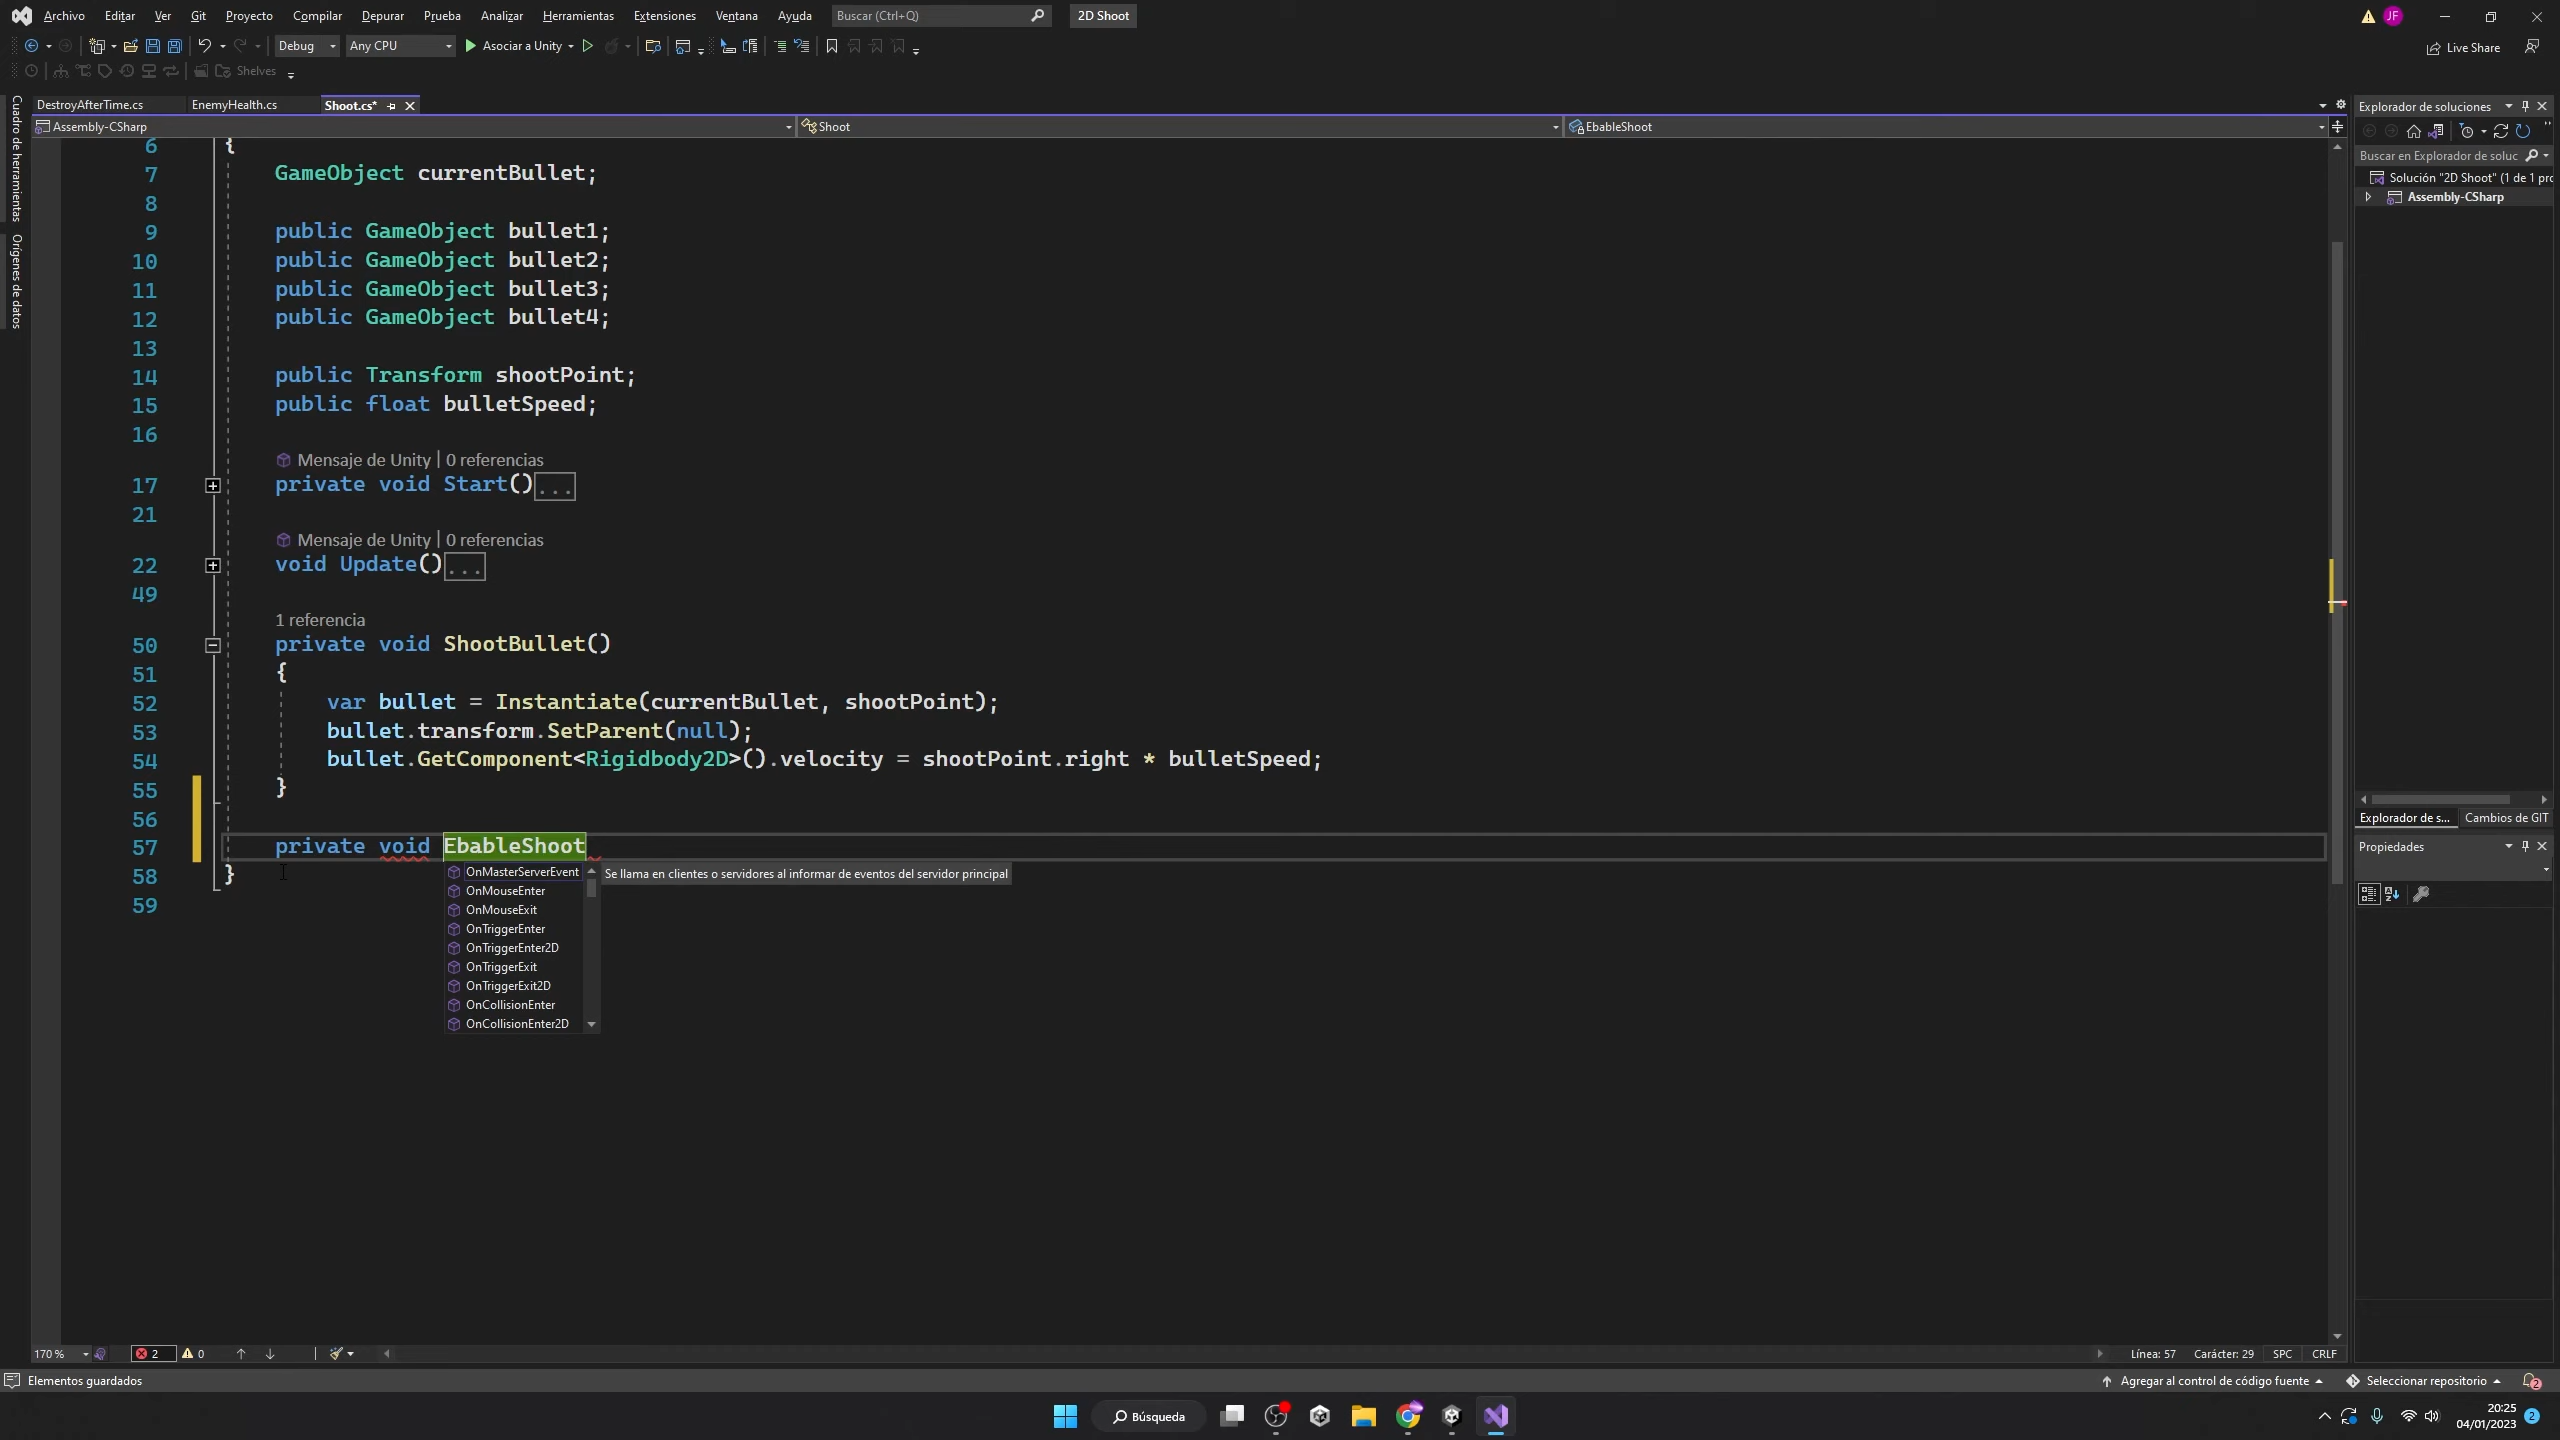 Archivo Editar Ver Git Proyecto Compilar Depurar Prueba Analizar Herramientas Extensiones Ventana Ayuda Buscar (Ctrl+Q) 2D Shoot JF
Debug Any CPU Asociar a Unity Live Share
Shelves
DestroyAfterTime.cs EnemyHealth.cs Shoot.cs*
Assembly-CSharp Shoot EbableShoot
Cuadro de herramientas
Orígenes de datos
6 {
7 GameObject currentBullet;
8
9 public GameObject bullet1;
10 public GameObject bullet2;
11 public GameObject bullet3;
12 public GameObject bullet4;
13
14 public Transform shootPoint;
15 public float bulletSpeed;
16
Mensaje de Unity | 0 referencias
17 private void Start()...
21
Mensaje de Unity | 0 referencias
22 void Update()...
49
1 referencia
50 private void ShootBullet()
51 {
52 var bullet = Instantiate(currentBullet, shootPoint);
53 bullet.transform.SetParent(null);
54 bullet.GetComponent<Rigidbody2D>().velocity = shootPoint.right * bulletSpeed;
55 }
56
57 private void EbableShoot
58 }
59
OnMasterServerEvent Se llama en clientes o servidores al informar de eventos del servidor principal
OnMouseEnter
OnMouseExit
OnTriggerEnter
OnTriggerEnter2D
OnTriggerExit
OnTriggerExit2D
OnCollisionEnter
OnCollisionEnter2D
Explorador de soluciones
Buscar en Explorador de soluc
Solución "2D Shoot" (1 de 1 pro
Assembly-CSharp
Explorador de s... Cambios de GIT
Propiedades
170 % 2 0 Línea: 57 Carácter: 29 SPC CRLF
Elementos guardados Agregar al control de código fuente Seleccionar repositorio 2
Búsqueda 20:25
04/01/2023 2